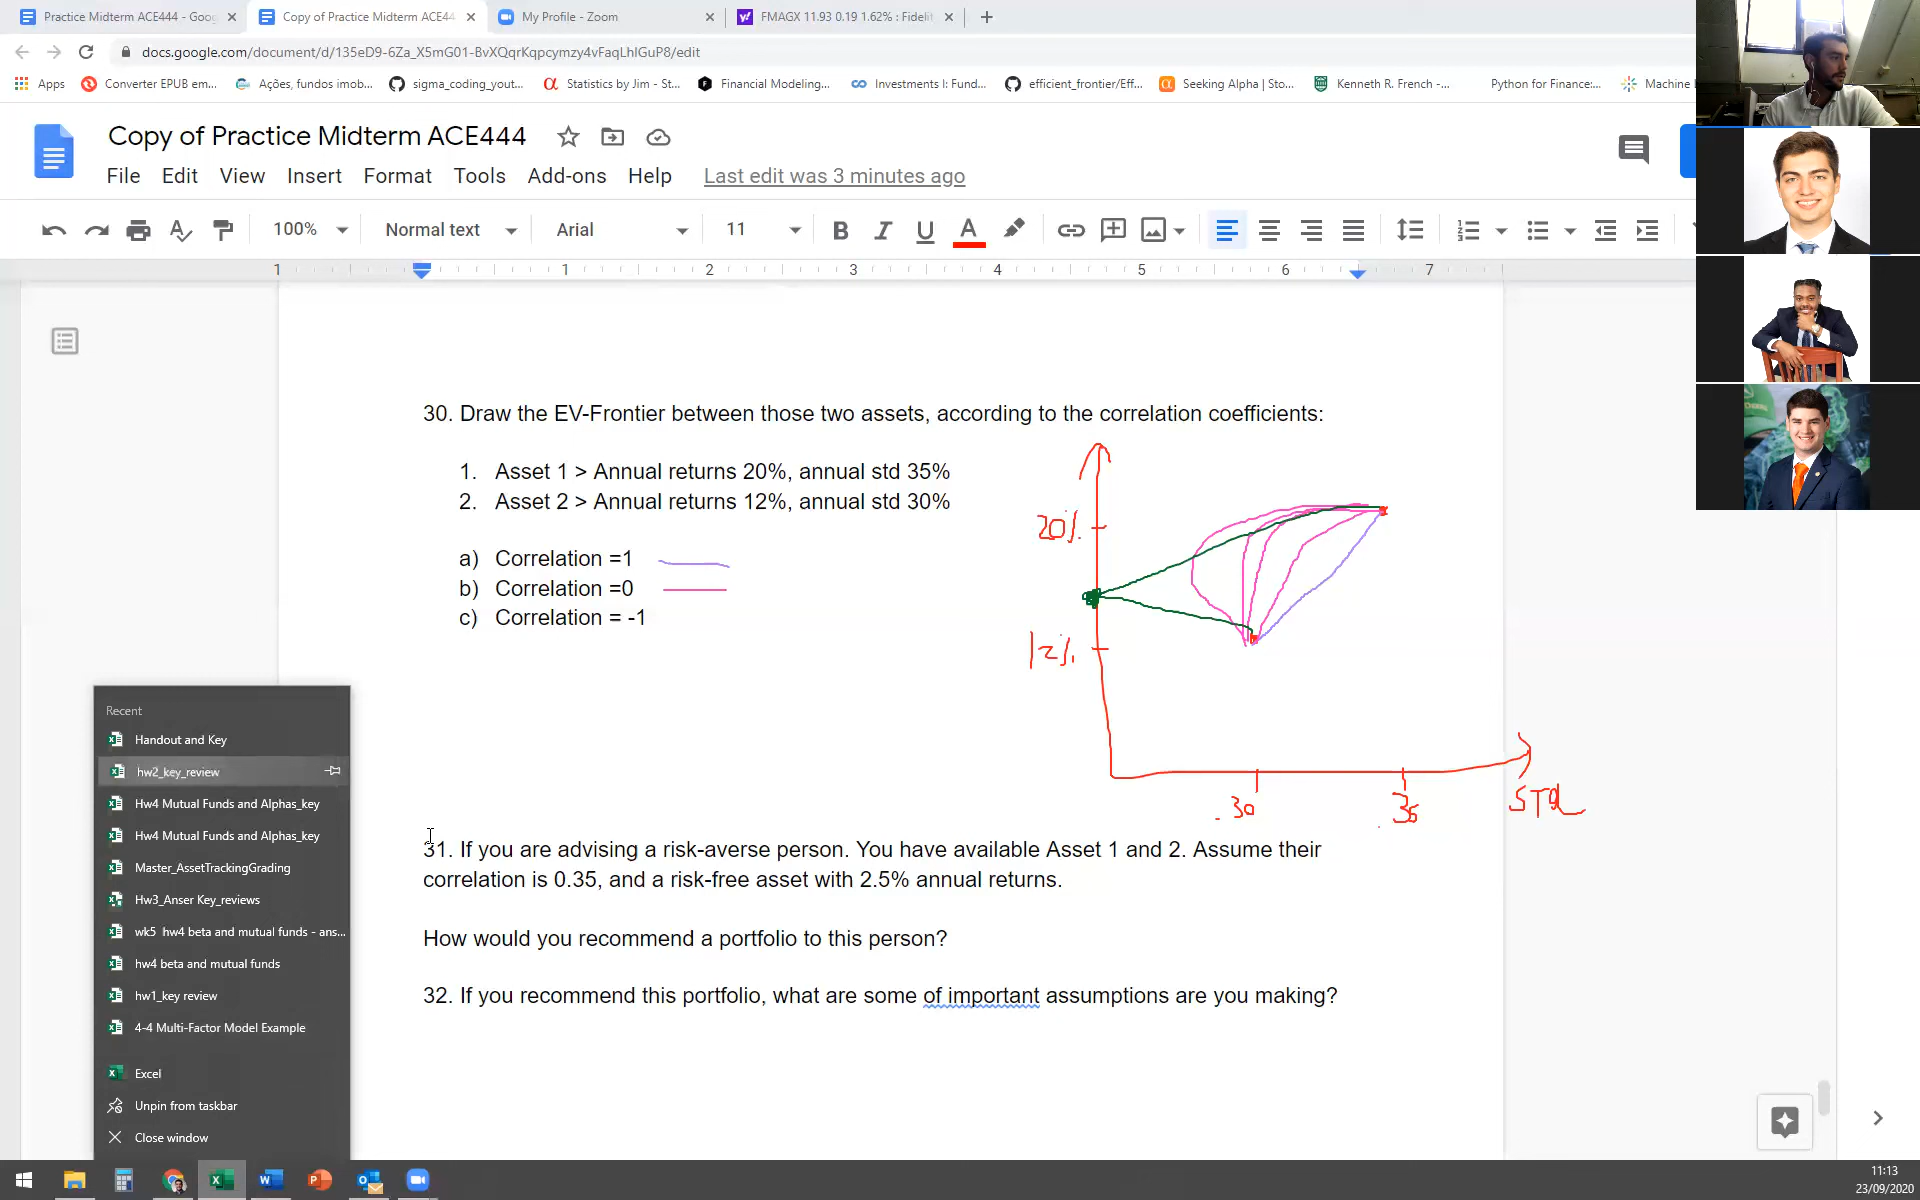 Practice Midterm ACE444 - Goo
Copy of Practice Midterm ACE44
My Profile - Zoom
FMAGX 11.93 0.19 1.62% : Fideli
docs.google.com/document/d/135eD9-6Za_X5mG01-BvXQqrKqpcymzy4vFaqLhlGuP8/edit
Apps
Converter EPUB em...
Ações, fundos imob...
sigma_coding_yout...
Statistics by Jim - St...
Financial Modeling...
Investments I: Fund...
efficient_frontier/Eff...
Seeking Alpha | Sto...
Kenneth R. French -...
Python for Finance:...
Machine
Copy of Practice Midterm ACE444
File Edit View Insert Format Tools Add-ons Help Last edit was 3 minutes ago
100% Normal text Arial 11
1 1 2 3 4 5 6 7
30. Draw the EV-Frontier between those two assets, according to the correlation coefficients:
1. Asset 1 > Annual returns 20%, annual std 35%
2. Asset 2 > Annual returns 12%, annual std 30%
a) Correlation =1
b) Correlation =0
c) Correlation = -1
20%
12%
.30
35
STD
31. If you are advising a risk-averse person. You have available Asset 1 and 2. Assume their
correlation is 0.35, and a risk-free asset with 2.5% annual returns.
How would you recommend a portfolio to this person?
32. If you recommend this portfolio, what are some of important assumptions are you making?
Recent
Handout and Key
hw2_key_review
Hw4 Mutual Funds and Alphas_key
Hw4 Mutual Funds and Alphas_key
Master_AssetTrackingGrading
Hw3_Anser Key_reviews
wk5 hw4 beta and mutual funds - ans...
hw4 beta and mutual funds
hw1_key review
4-4 Multi-Factor Model Example
Excel
Unpin from taskbar
Close window
11:13
23/09/2020